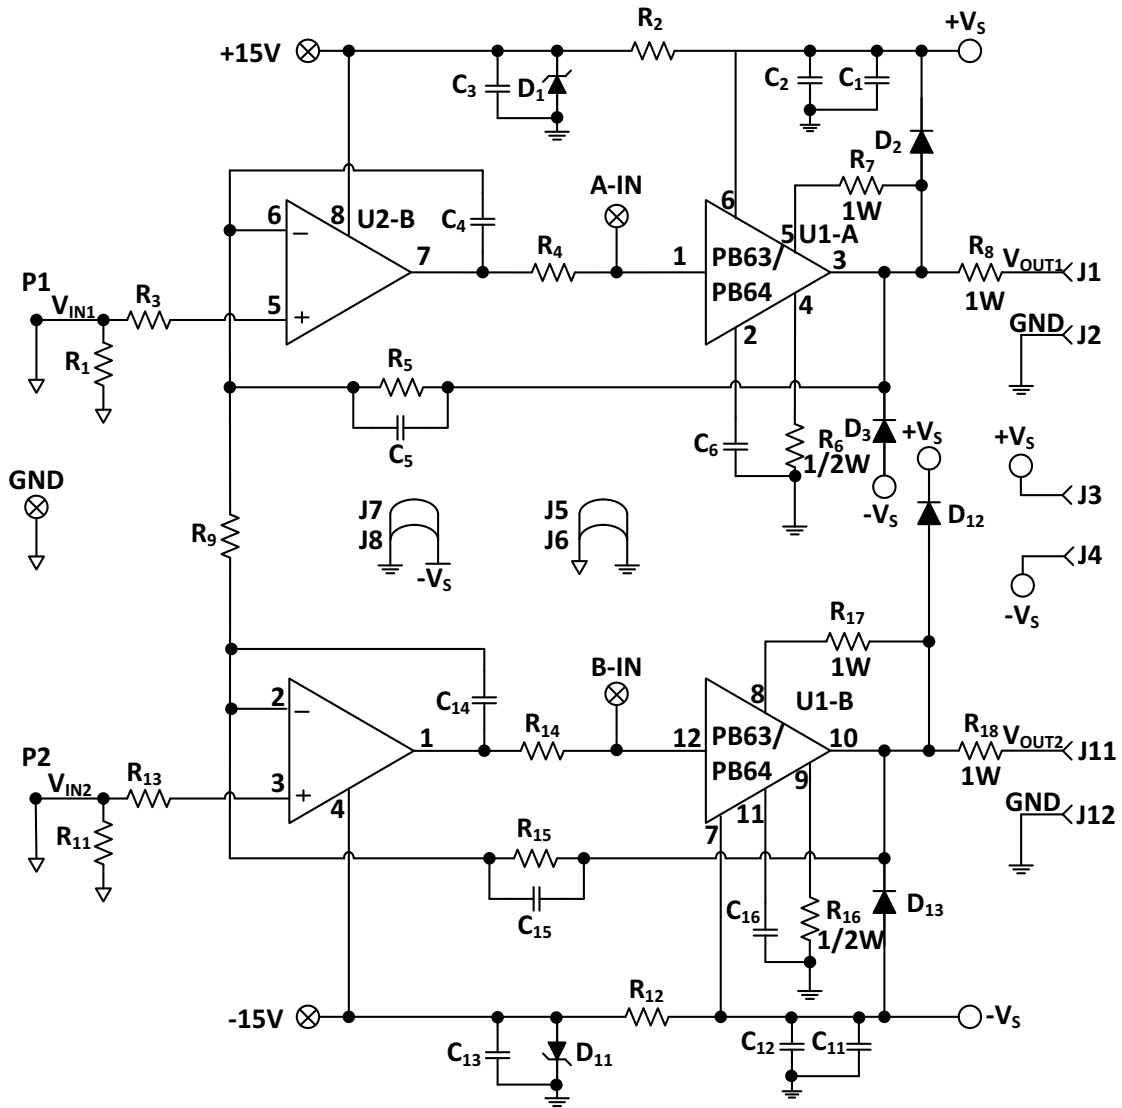 +15V
R2
+VS
C3
D1
C2
C1
D2
R7
1W
A-IN
6
6
8
U2-B
C4
7
5
U1-A
R4
1
PB63/
PB64
3
R8
1W
VOUT1
J1
4
2
P1
VIN1
R3
5
R1
GND
J2
R5
C5
C6
R6
1/2W
D3
+VS
+VS
-VS
J3
GND
J7
J8
-VS
J5
J6
D12
R9
J4
-VS
R17
1W
B-IN
8
U1-B
2
C14
1
R14
12
PB63/
PB64
10
R18
1W
VOUT2
J11
9
11
7
P2
VIN2
R13
3
4
R11
GND
J12
R15
C15
C16
R16
1/2W
D13
-15V
R12
-VS
C13
D11
C12
C11